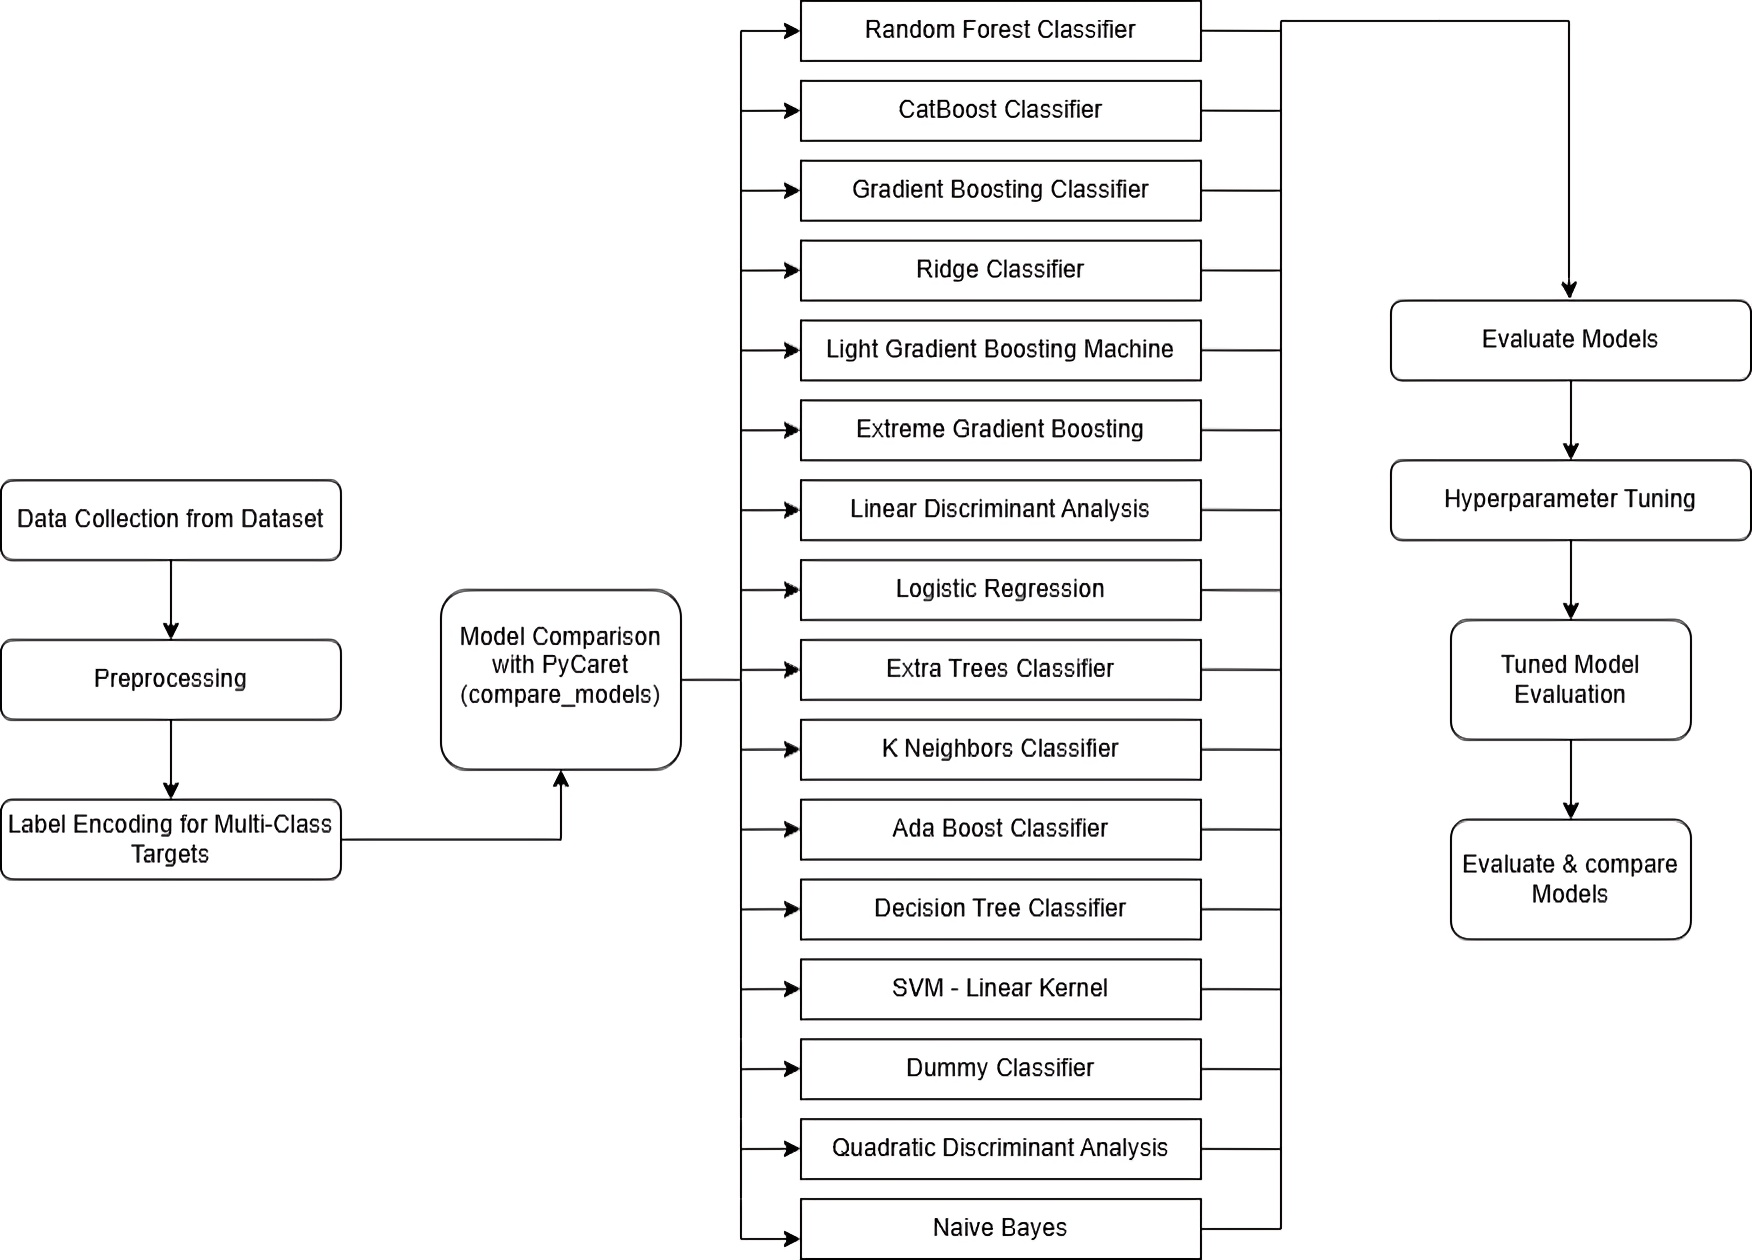 Data Collection from Dataset
Preprocessing
Label Encoding for Multi-Class
Targets
Model Comparison
with PyCaret
(compare_models)
Random Forest Classifier
CatBoost Classifier
Gradient Boosting Classifier
Ridge Classifier
Light Gradient Boosting Machine
Extreme Gradient Boosting
Linear Discriminant Analysis
Logistic Regression
Extra Trees Classifier
K Neighbors Classifier
Ada Boost Classifier
Decision Tree Classifier
SVM - Linear Kernel
Dummy Classifier
Quadratic Discriminant Analysis
Naive Bayes
Evaluate Models
Hyperparameter Tuning
Tuned Model
Evaluation
Evaluate & compare
Models